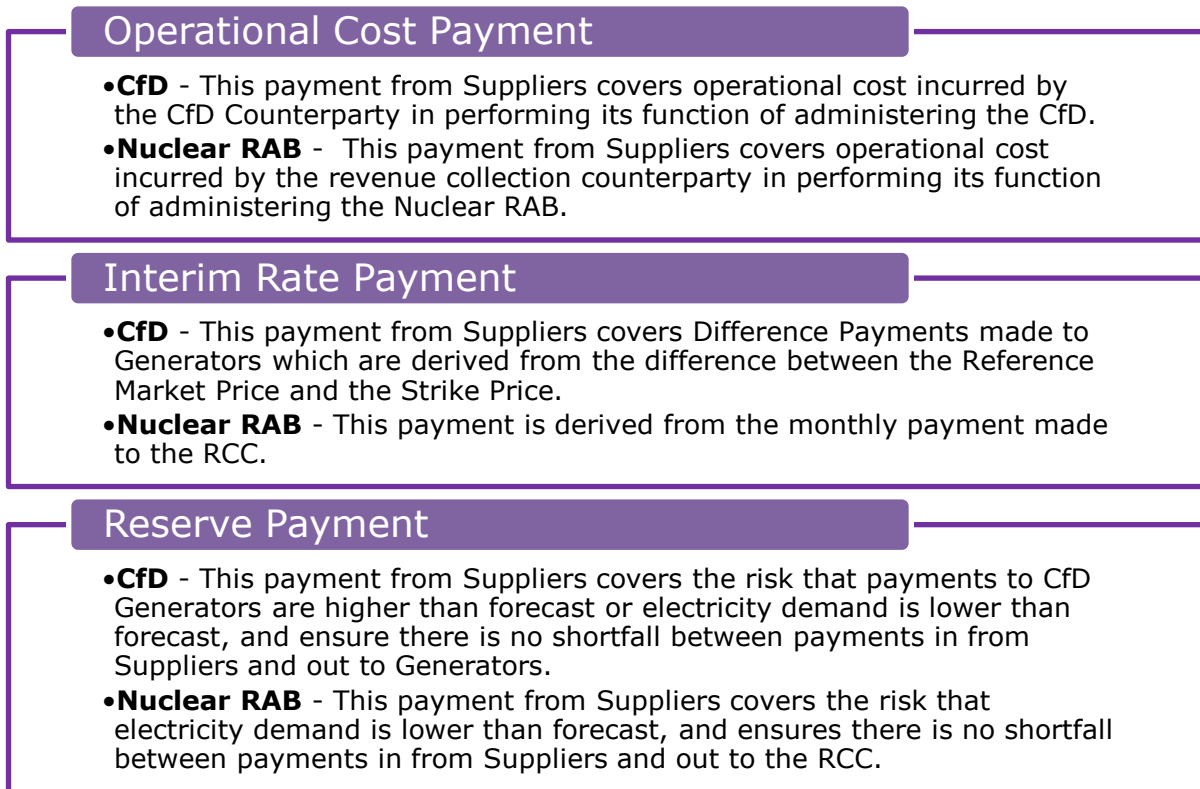 Operational Cost Payment
•CfD - This payment from Suppliers covers operational cost incurred by
the CfD Counterparty in performing its function of administering the CfD.
•Nuclear RAB - This payment from Suppliers covers operational cost
incurred by the revenue collection counterparty in performing its function
of administering the Nuclear RAB.
Interim Rate Payment
•CfD - This payment from Suppliers covers Difference Payments made to
Generators which are derived from the difference between the Reference
Market Price and the Strike Price.
•Nuclear RAB - This payment is derived from the monthly payment made
to the RCC.
Reserve Payment
•CfD - This payment from Suppliers covers the risk that payments to CfD
Generators are higher than forecast or electricity demand is lower than
forecast, and ensure there is no shortfall between payments in from
Suppliers and out to Generators.
•Nuclear RAB - This payment from Suppliers covers the risk that
electricity demand is lower than forecast, and ensures there is no shortfall
between payments in from Suppliers and out to the RCC.